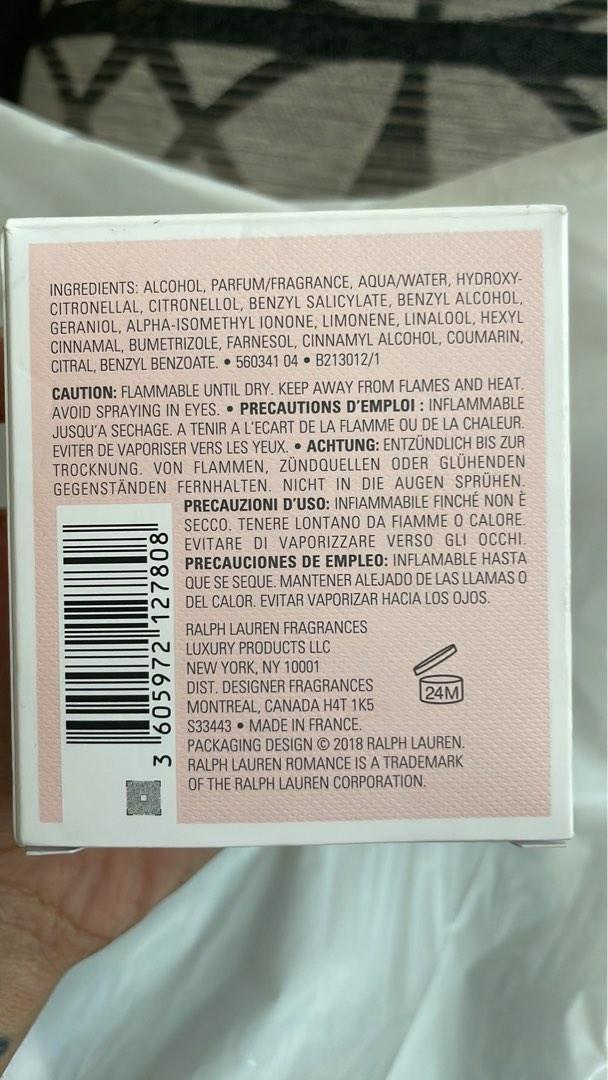 INGREDIENTS: ALCOHOL, PARFUM/FRAGRANCE, AQUA/WATER, HYDROXY-
CITRONELLAL, CITRONELLOL, BENZYL SALICYLATE, BENZYL ALCOHOL,
GERANIOL, ALPHA-ISOMETHYL IONONE, LIMONENE, LINALOOL, HEXYL
CINNAMAL, BUMETRIZOLE, FARNESOL, CINNAMYL ALCOHOL, COUMARIN,
CITRAL, BENZYL BENZOATE. • 560341 04 • B213012/1
CAUTION: FLAMMABLE UNTIL DRY. KEEP AWAY FROM FLAMES AND HEAT.
AVOID SPRAYING IN EYES. • PRECAUTIONS D'EMPLOI : INFLAMMABLE
JUSQU'A SECHAGE. A TENIR A L'ECART DE LA FLAMME OU DE LA CHALEUR.
EVITER DE VAPORISER VERS LES YEUX. • ACHTUNG: ENTZÜNDLICH BIS ZUR
TROCKNUNG. VON FLAMMEN, ZÜNDQUELLEN ODER GLÜHENDEN
GEGENSTÄNDEN FERNHALTEN. NICHT IN DIE AUGEN SPRÜHEN.
PRECAUZIONI D'USO: INFIAMMABILE FINCHÉ NON È
SECCO. TENERE LONTANO DA FIAMME O CALORE.
EVITARE DI VAPORIZZARE VERSO GLI OCCHI.
PRECAUCIONES DE EMPLEO: INFLAMABLE HASTA
QUE SE SEQUE. MANTENER ALEJADO DE LAS LLAMAS O
DEL CALOR. EVITAR VAPORIZAR HACIA LOS OJOS.
RALPH LAUREN FRAGRANCES
LUXURY PRODUCTS LLC
NEW YORK, NY 10001
DIST. DESIGNER FRAGRANCES
MONTREAL, CANADA H4T 1K5
S33443 • MADE IN FRANCE.
PACKAGING DESIGN © 2018 RALPH LAUREN.
RALPH LAUREN ROMANCE IS A TRADEMARK
OF THE RALPH LAUREN CORPORATION.
24M
3 605972 127808